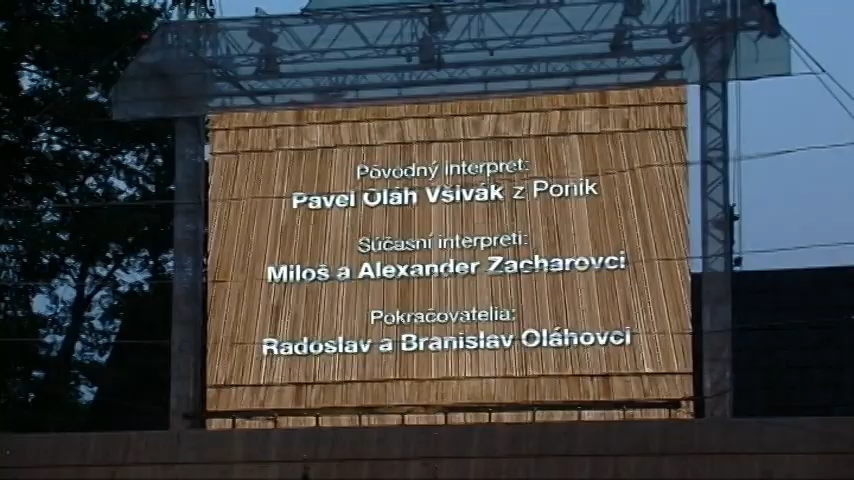 Pôvodný interpret:
Pavel Oláh Všivák z Poník
Súčasní interpreti:
Miloš a Alexander Zacharovci
Pokračovatelia:
Radoslav a Branislav Oláhovci